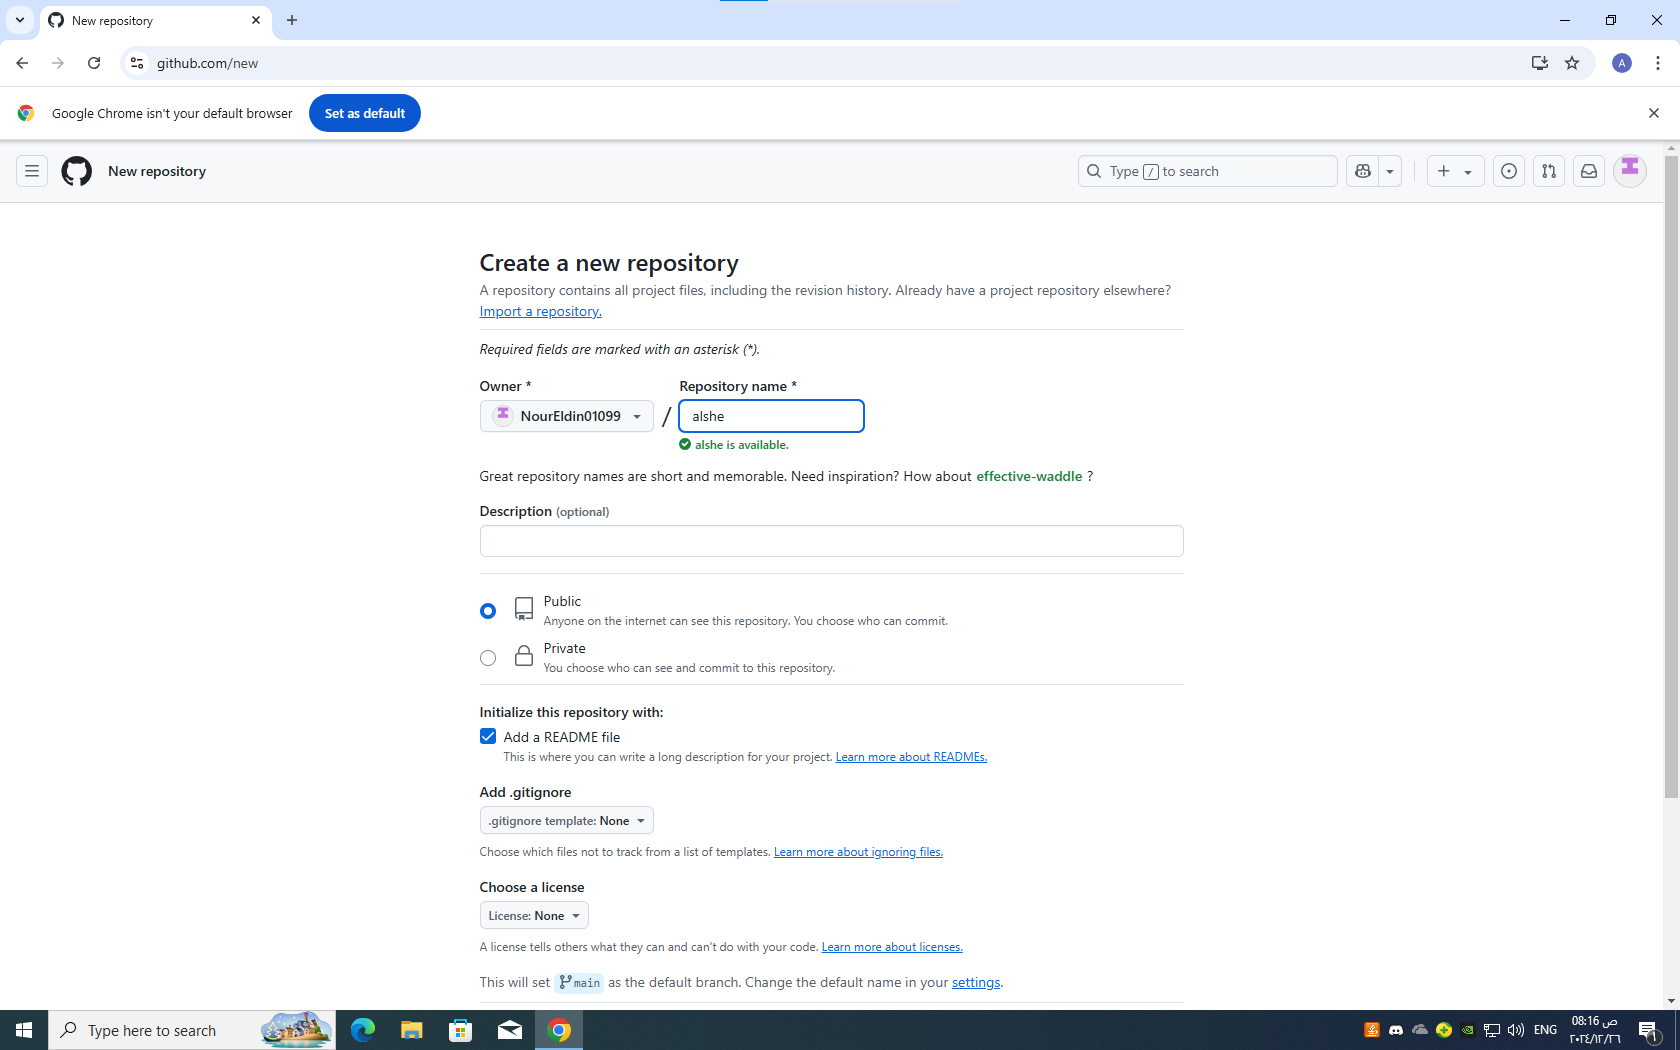 New repository
github.com/new
A
Google Chrome isn't your default browser
Set as default
New repository
Type / to search
Create a new repository
A repository contains all project files, including the revision history. Already have a project repository elsewhere?
Import a repository.
Required fields are marked with an asterisk (*).
Owner *
Repository name *
NourEldin01099
/
alshe
alshe is available.
Great repository names are short and memorable. Need inspiration? How about effective-waddle ?
Description (optional)
Public
Anyone on the internet can see this repository. You choose who can commit.
Private
You choose who can see and commit to this repository.
Initialize this repository with:
Add a README file
This is where you can write a long description for your project. Learn more about READMEs.
Add .gitignore
.gitignore template: None
Choose which files not to track from a list of templates. Learn more about ignoring files.
Choose a license
License: None
A license tells others what they can and can't do with your code. Learn more about licenses.
This will set main as the default branch. Change the default name in your settings.
Type here to search
ENG
08:16 ص
٢٠٢٤/١٢/٢٦
1